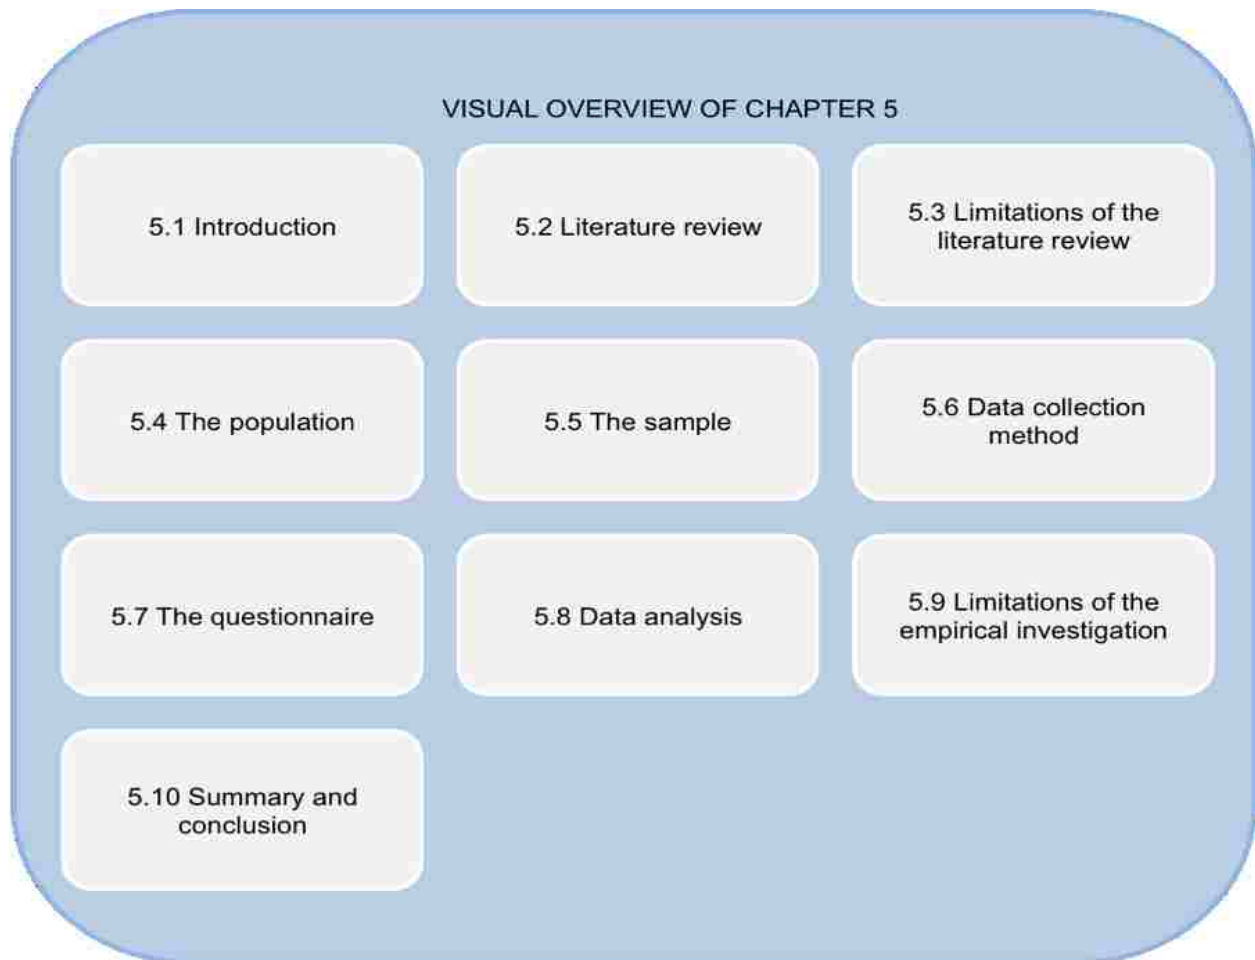 VISUAL OVERVIEW OF CHAPTER 5
5.1 Introduction
5.2 Literature review
5.3 Limitations of the
literature review
5.4 The population
5.5 The sample
5.6 Data collection
method
5.7 The questionnaire
5.8 Data analysis
5.9 Limitations of the
empirical investigation
5.10 Summary and
conclusion